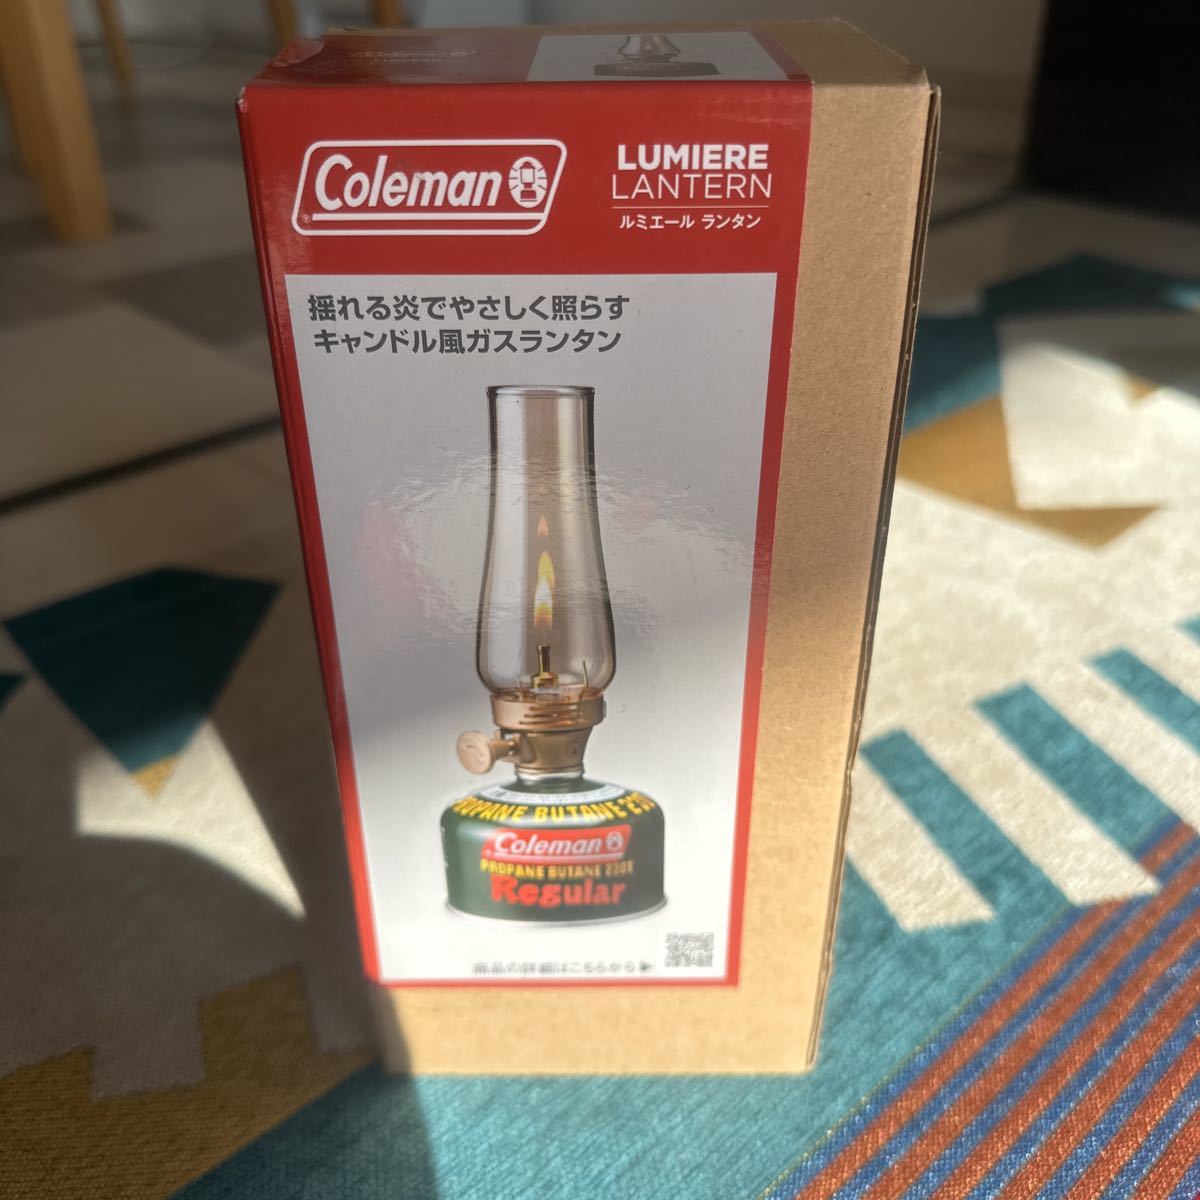 Coleman
LUMIERE
LANTERN
ルミエール ランタン
揺れる炎でやさしく照らす
キャンドル風ガスランタン
PROPANE BUTANE 230
Coleman
PROPANE BUTANE 230g
Regular
商品の詳細はこちらから◀